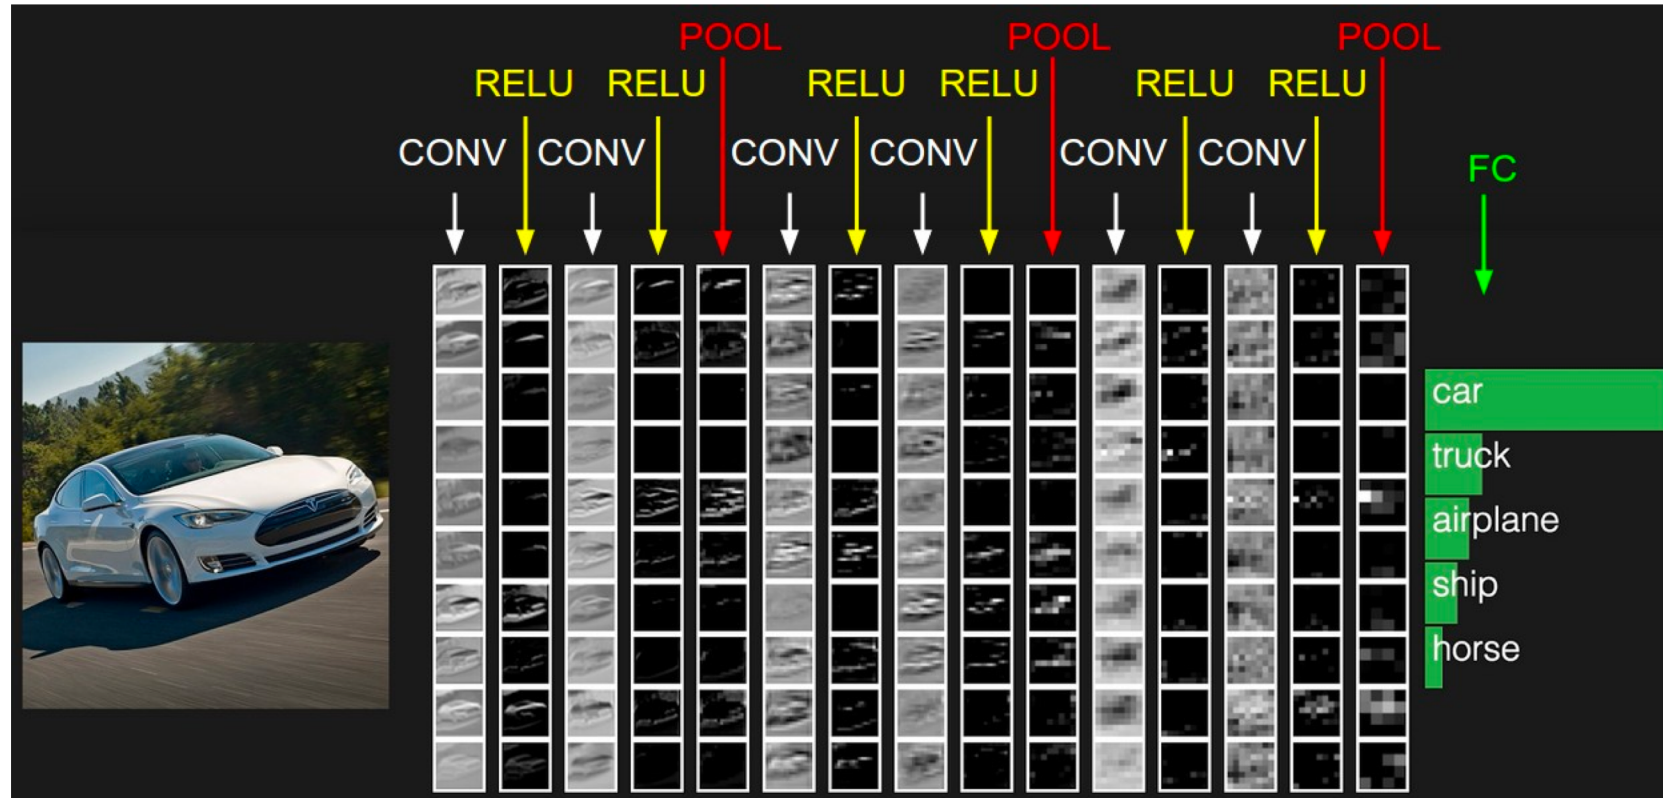 POOL POOL POOL
RELU RELU RELU RELU RELU RELU
CONV CONV CONV CONV CONV CONV
FC
car
truck
airplane
ship
horse